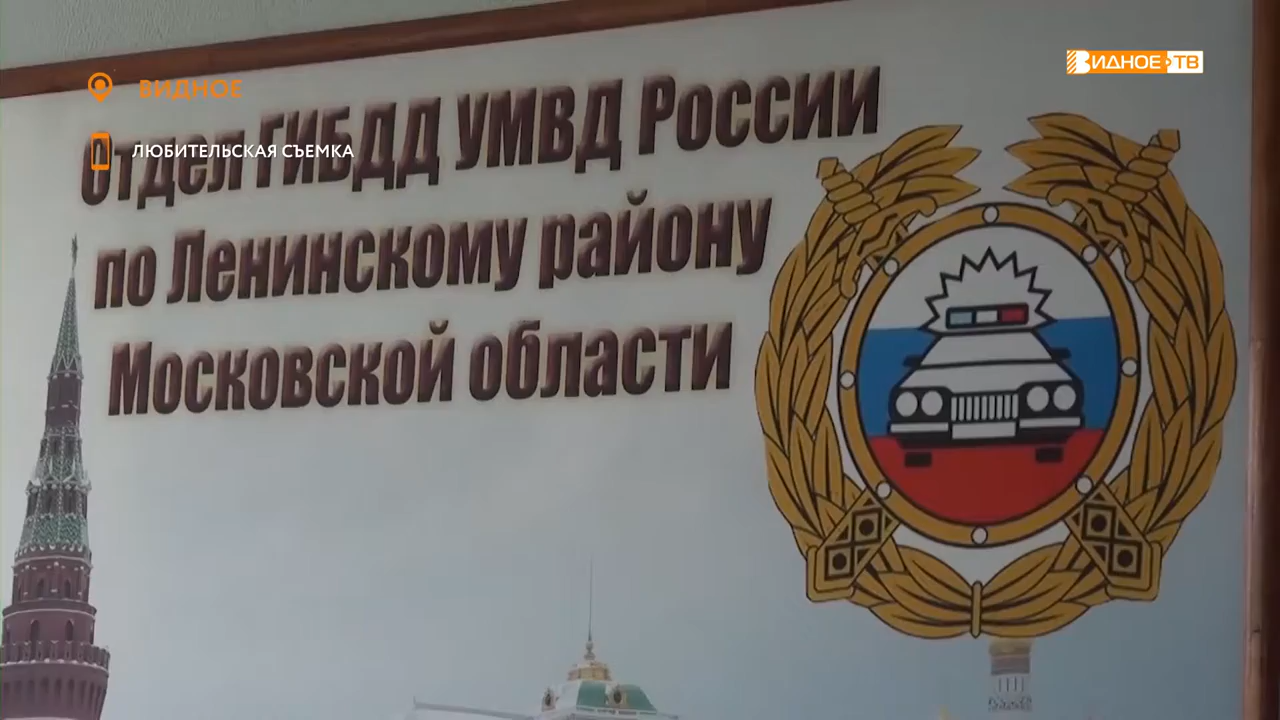 ВИДНОЕ ТВ
ВИДНОЕ
ЛЮБИТЕЛЬСКАЯ СЪЕМКА
Отдел ГИБДД УМВД России
по Ленинскому району
Московской области